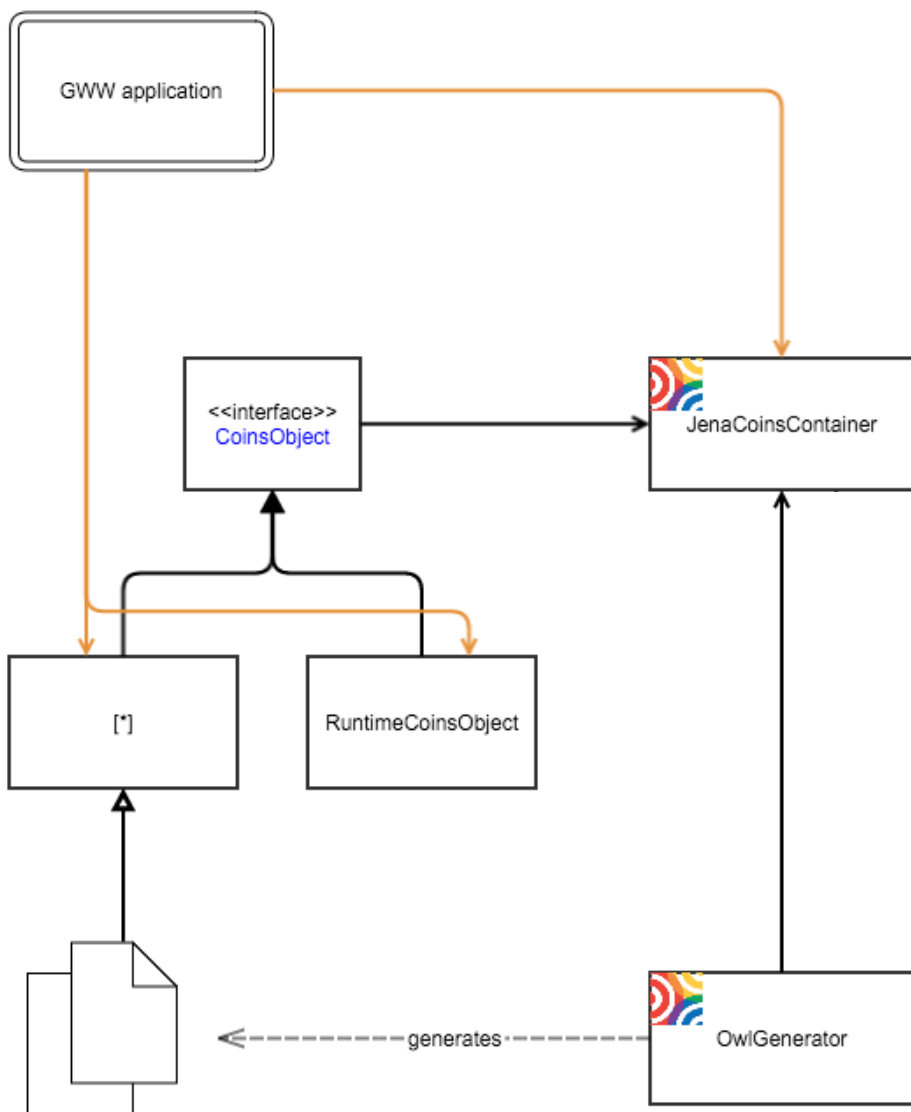 GWW application
<<interface>>
CoinsObject
JenaCoinsContainer
[*]
RuntimeCoinsObject
generates
OwlGenerator